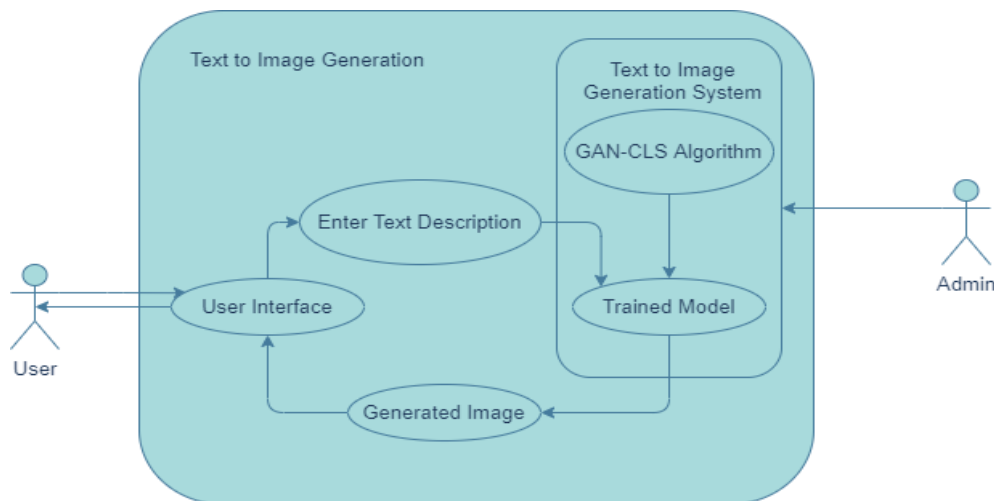 Text to Image Generation
Text to Image
Generation System
GAN-CLS Algorithm
Enter Text Description
User Interface
Trained Model
Generated Image
User
Admin